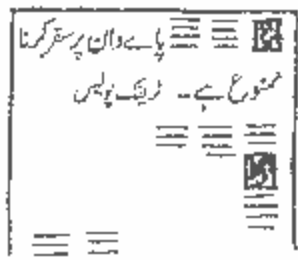 پائے دان پر سفر کرنا
ممنوع ہے۔ ٹریفک پولیس